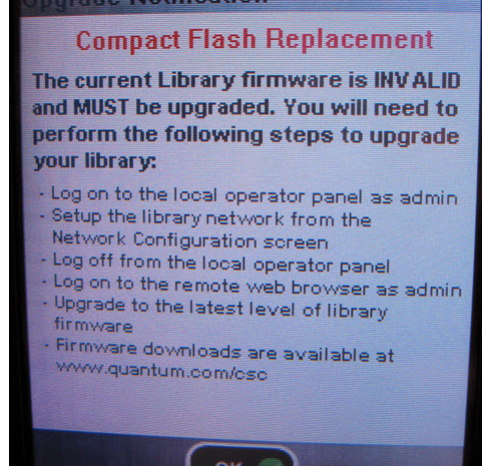 Upgrade Notification
Compact Flash Replacement
The current Library firmware is INVALID
and MUST be upgraded. You will need to
perform the following steps to upgrade
your library:
- Log on to the local operator panel as admin
- Setup the library network from the
Network Configuration screen
- Log off from the local operator panel
- Log on to the remote web browser as admin
- Upgrade to the latest level of library
firmware
- Firmware downloads are available at
www.quantum.com/csc
OK